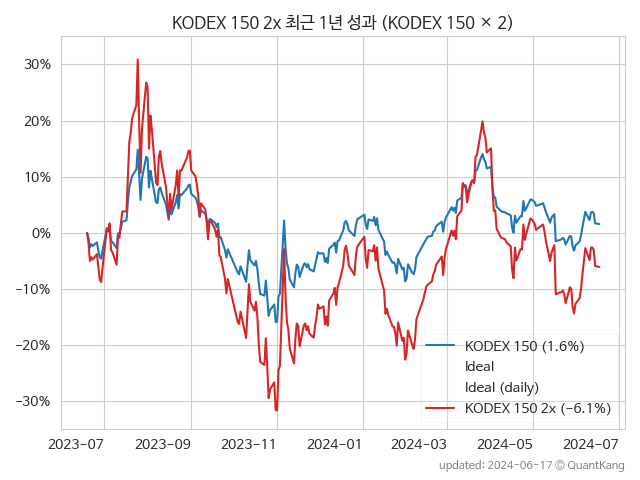 KODEX 150 2x 최근 1년 성과 (KODEX 150 × 2)
30%
20%
10%
0%
−10%
−20%
−30%
KODEX 150 (1.6%)
Ideal
Ideal (daily)
KODEX 150 2x (−6.1%)
2023-07 2023-09 2023-11 2024-01 2024-03 2024-05 2024-07
updated: 2024-06-17 © QuantKang